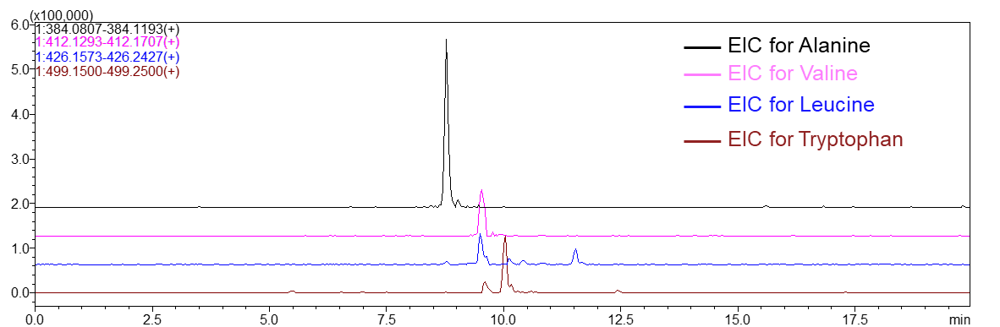 (x100,000)
6.0
1:384.0807-384.1193(+)
1:412.1293-412.1707(+)
1:426.1573-426.2427(+)
1:499.1500-499.2500(+)
EIC for Alanine
EIC for Valine
EIC for Leucine
EIC for Tryptophan
5.0
4.0
3.0
2.0
1.0
0.0
0.0 2.5 5.0 7.5 10.0 12.5 15.0 17.5 min